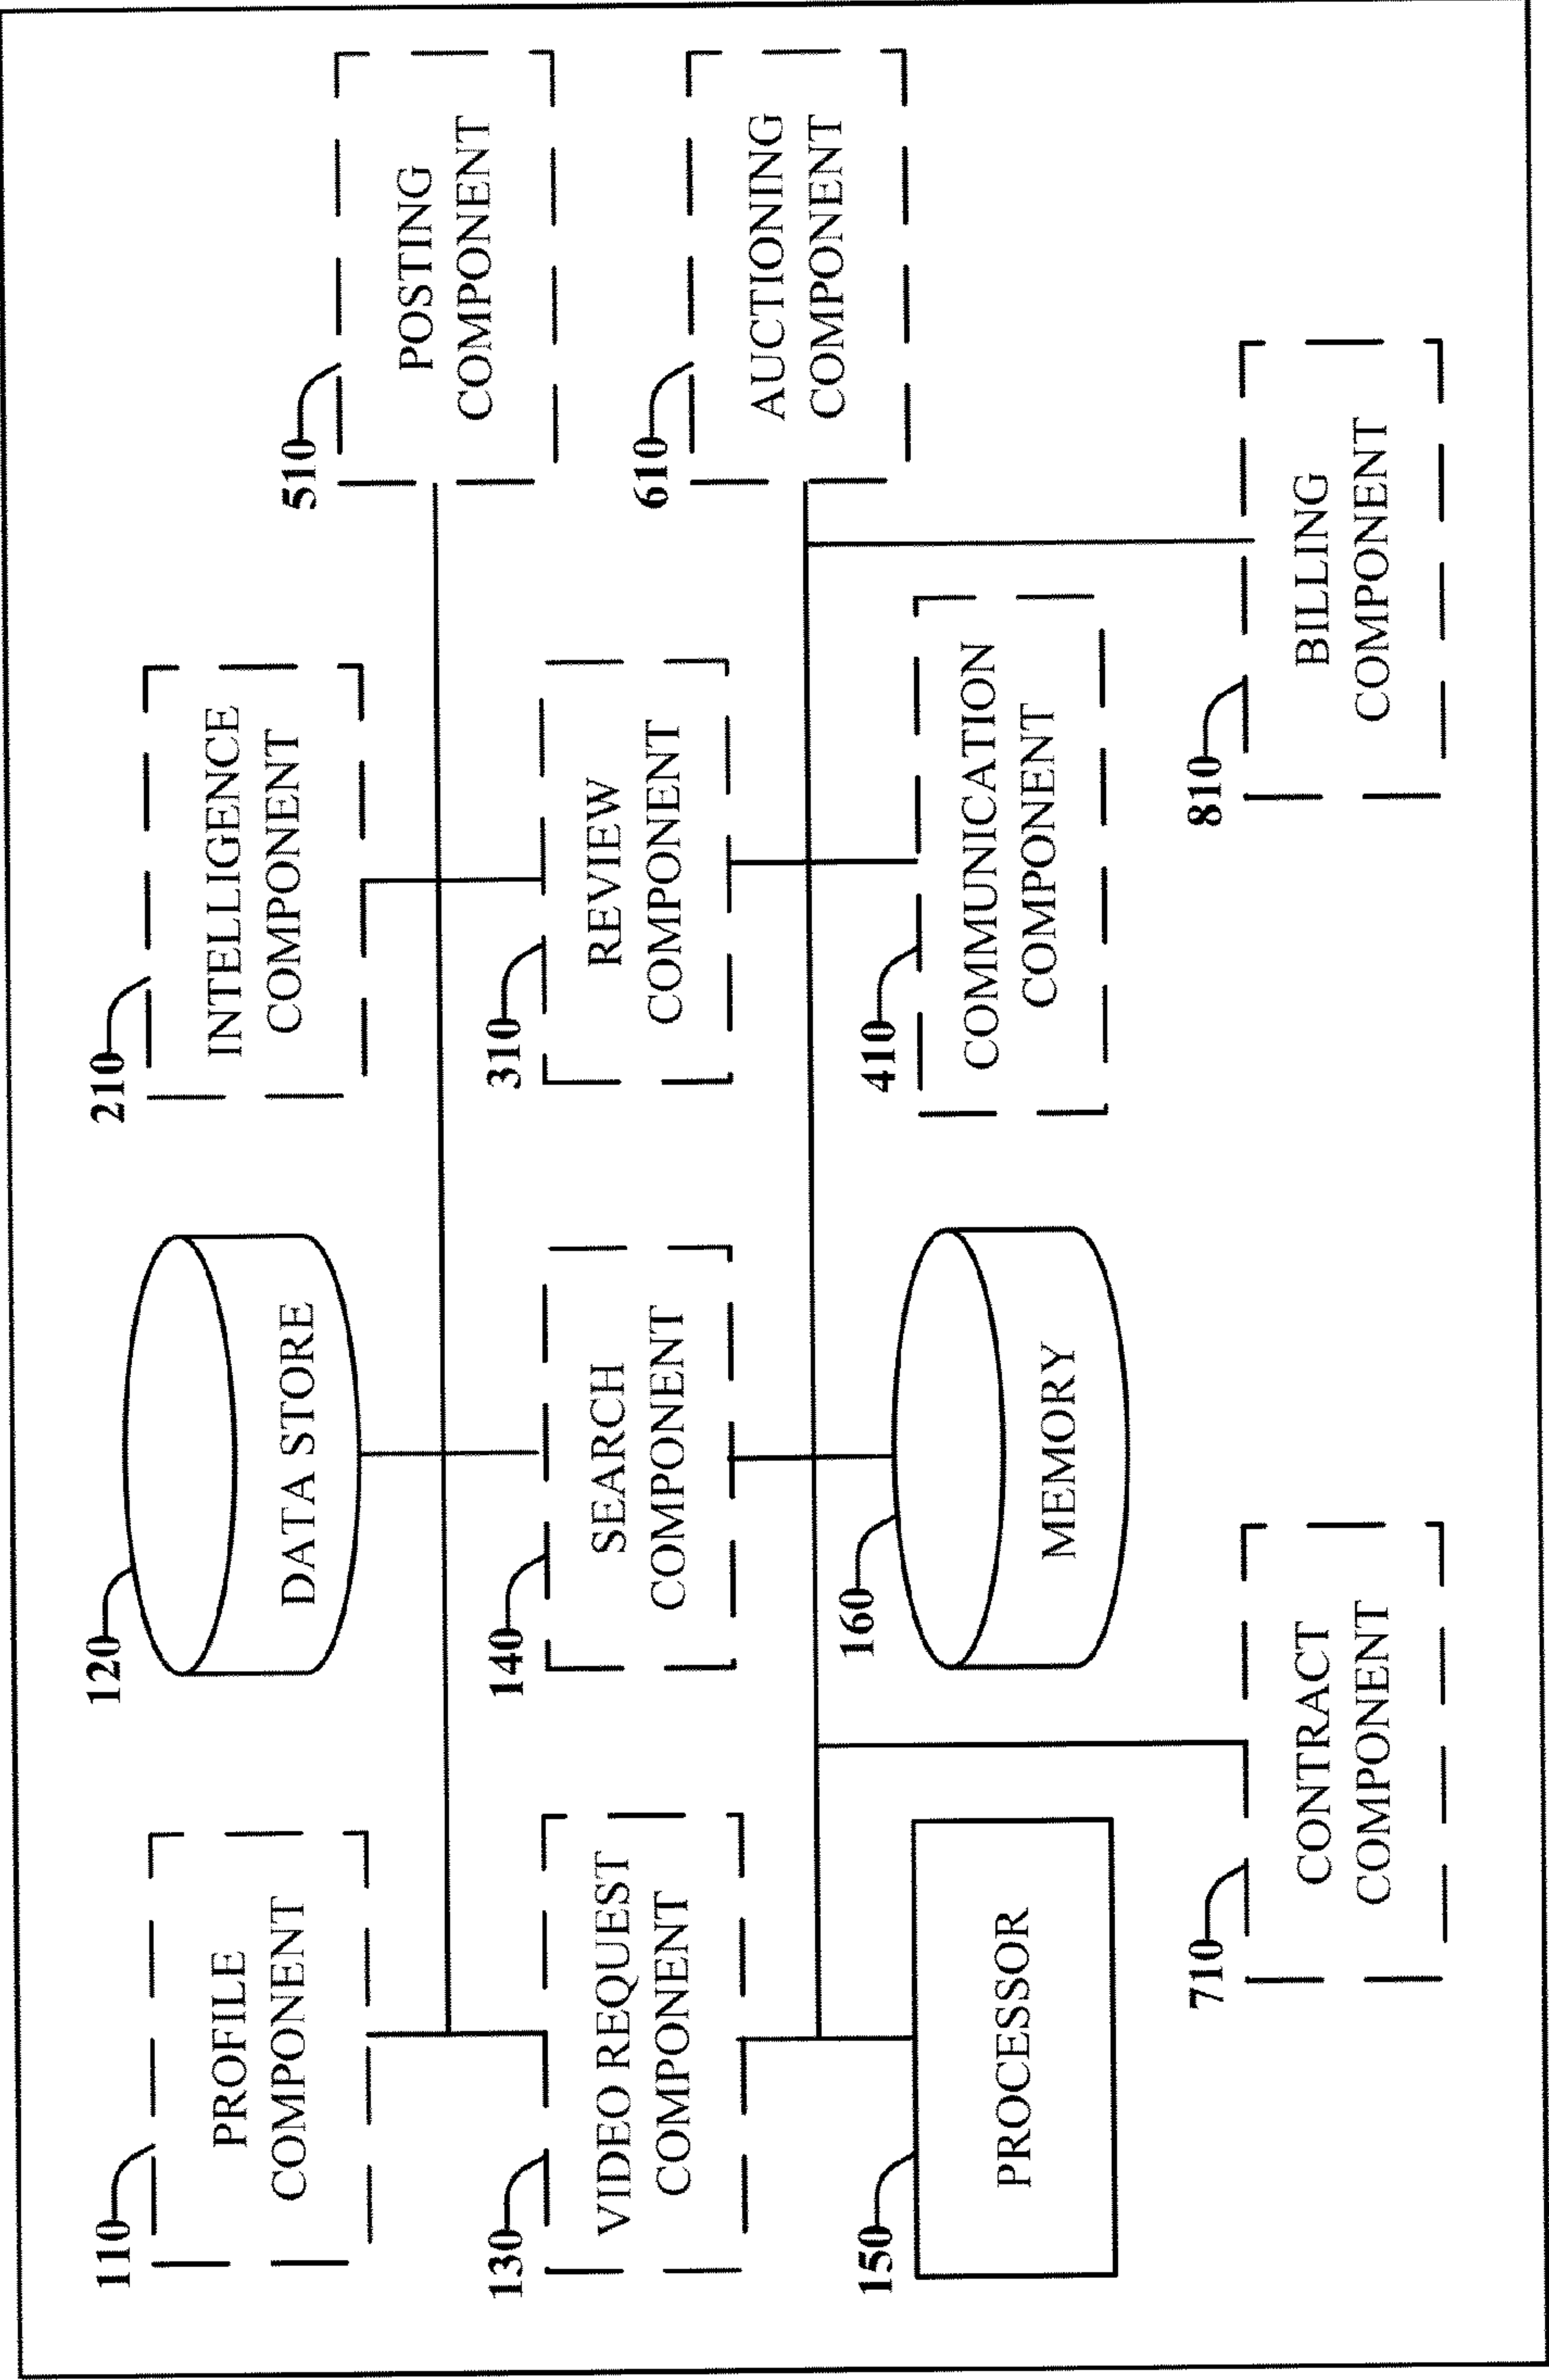 110
PROFILE
COMPONENT
120
DATA STORE
210
INTELLIGENCE
COMPONENT
510
POSTING
COMPONENT
130
VIDEO REQUEST
COMPONENT
140
SEARCH
COMPONENT
310
REVIEW
COMPONENT
610
AUCTIONING
COMPONENT
150
PROCESSOR
160
MEMORY
410
COMMUNICATION
COMPONENT
710
CONTRACT
COMPONENT
810
BILLING
COMPONENT